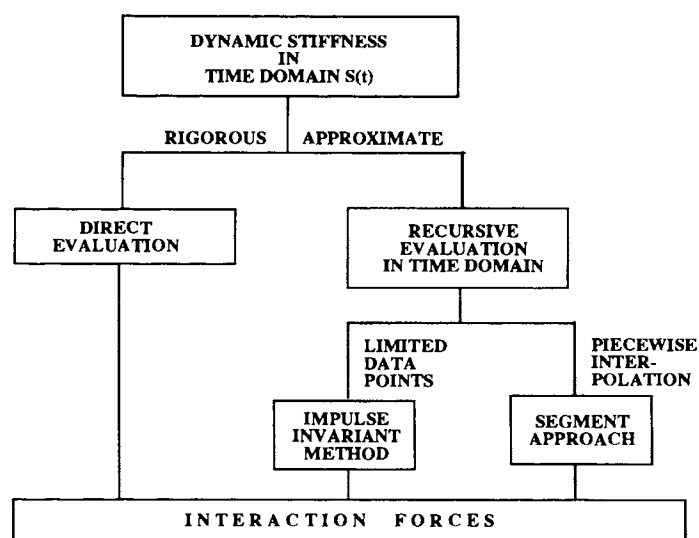 DYNAMIC STIFFNESS
IN
TIME DOMAIN S(t)
RIGOROUS
APPROXIMATE
DIRECT
EVALUATION
RECURSIVE
EVALUATION
IN TIME DOMAIN
LIMITED
DATA
POINTS
PIECEWISE
INTER-
POLATION
IMPULSE
INVARIANT
METHOD
SEGMENT
APPROACH
INTERACTION FORCES